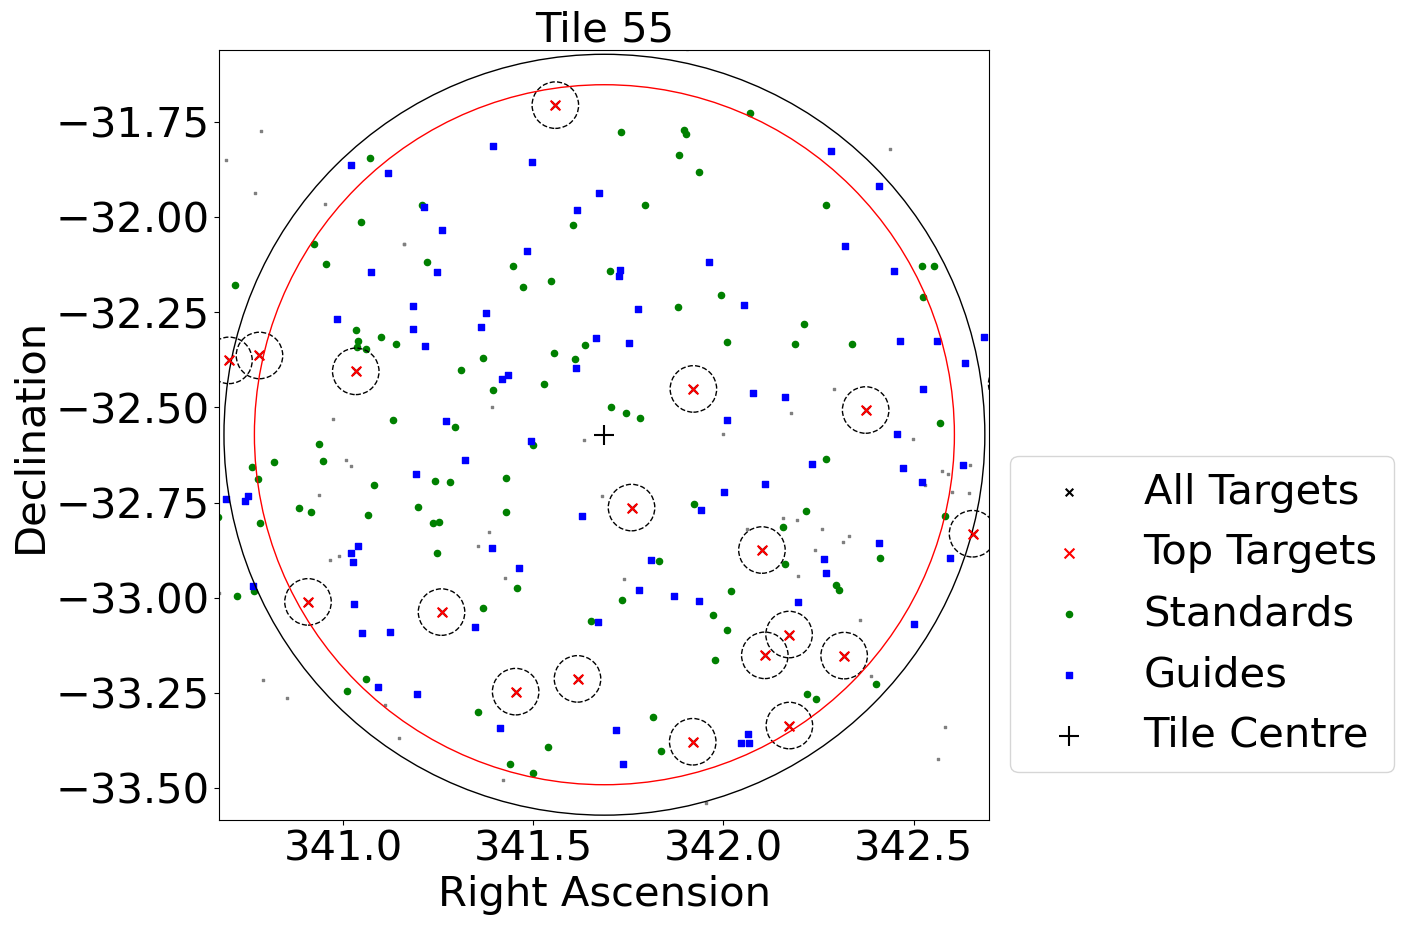 Tile 55
Declination
−31.75
−32.00
−32.25
−32.50
−32.75
−33.00
−33.25
−33.50
341.0 341.5 342.0 342.5
Right Ascension
All Targets
Top Targets
Standards
Guides
Tile Centre